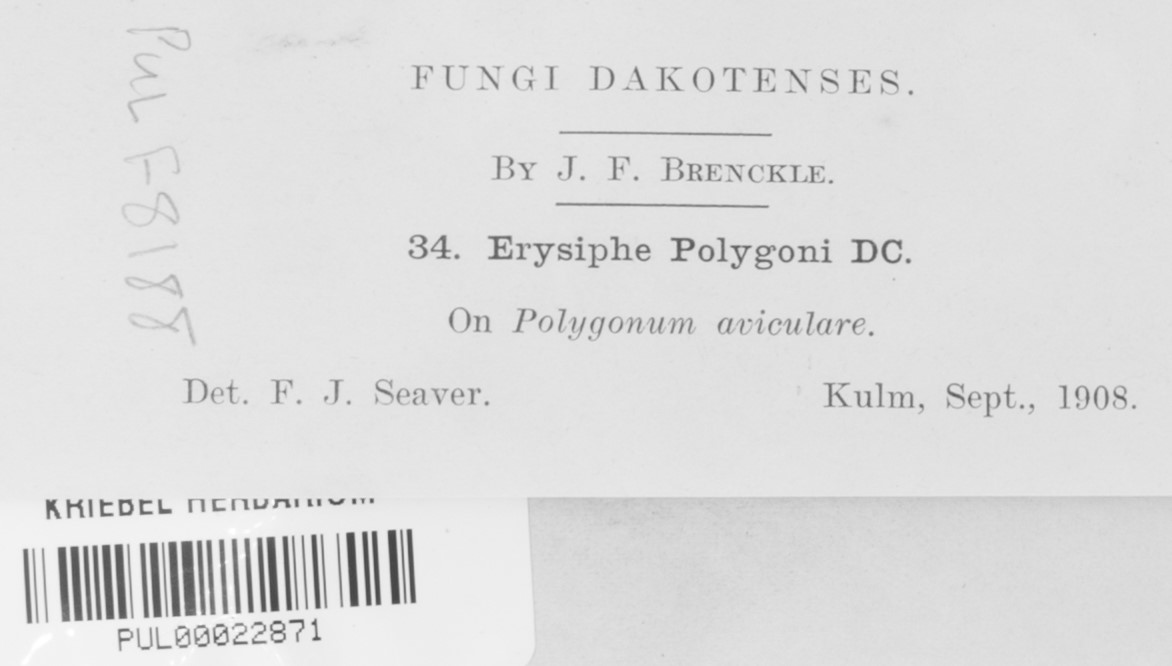 FUNGI DAKOTENSES.
By J. F. Brenckle.
34. Erysiphe Polygoni DC.
On Polygonum aviculare.
Det. F. J. Seaver.
Kulm, Sept., 1908.
PUL F8188
KRIEBEL HERBARIUM
PUL00022871